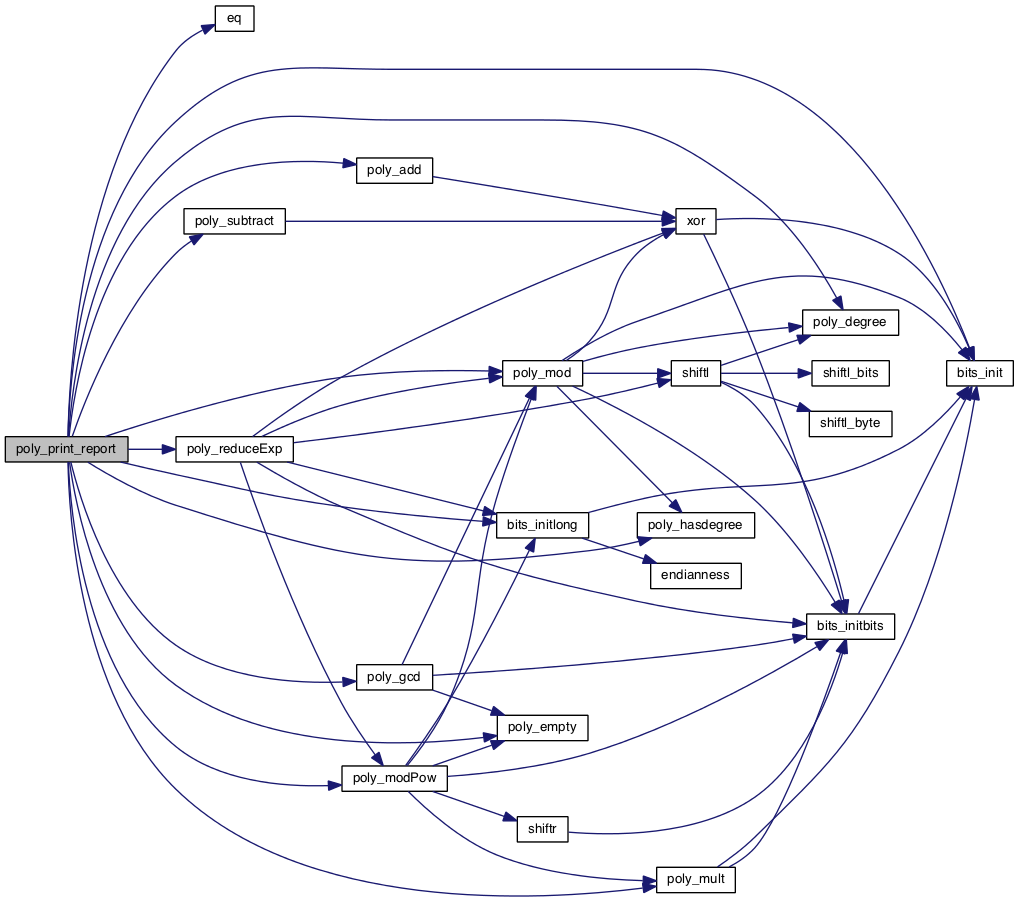 eq
poly_add
poly_subtract
xor
poly_degree
poly_mod
shiftl
shiftl_bits
bits_init
shiftl_byte
poly_print_report
poly_reduceExp
bits_initlong
poly_hasdegree
endianness
bits_initbits
poly_gcd
poly_empty
poly_modPow
shiftr
poly_mult